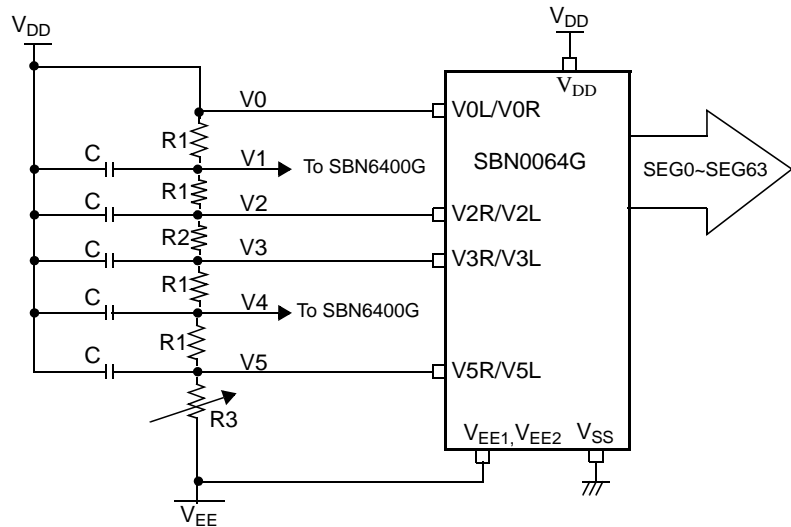 VDD
VDD
VDD
V0
V0L/V0R
R1
C
V1
To SBN6400G
SBN0064G
SEG0~SEG63
R1
C
V2
V2R/V2L
R2
C
V3
V3R/V3L
R1
C
V4
To SBN6400G
R1
C
V5
V5R/V5L
R3
VEE1,VEE2
VSS
VEE